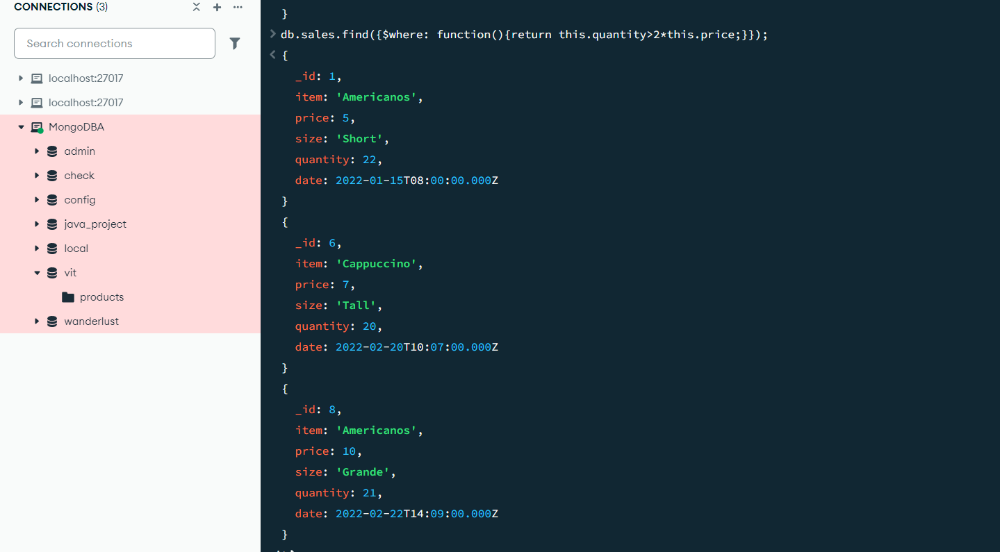 CONNECTIONS (3)
Search connections
localhost:27017
localhost:27017
MongoDBA
admin
check
config
java_project
local
vit
products
wanderlust
}
> db.sales.find({$where: function(){return this.quantity>2*this.price;}});
< {
_id: 1,
item: 'Americanos',
price: 5,
size: 'Short',
quantity: 22,
date: 2022-01-15T08:00:00.000Z
}
{
_id: 6,
item: 'Cappuccino',
price: 7,
size: 'Tall',
quantity: 20,
date: 2022-02-20T10:07:00.000Z
}
{
_id: 8,
item: 'Americanos',
price: 10,
size: 'Grande',
quantity: 21,
date: 2022-02-22T14:09:00.000Z
}